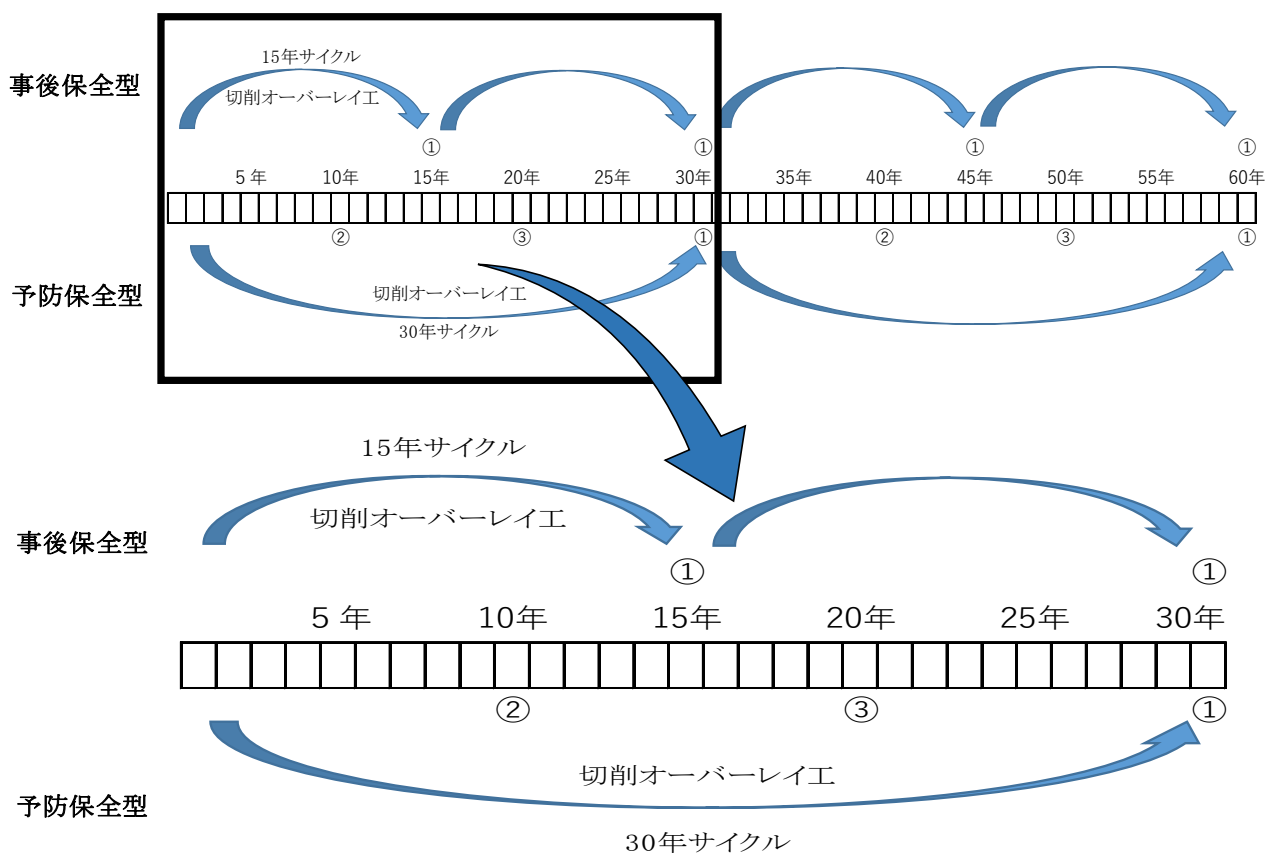 15年サイクル
事後保全型
切削オーバーレイ工
① ① ① ①
5 年 10年 15年 20年 25年 30年 35年 40年 45年 50年 55年 60年
② ③ ① ② ③ ①
予防保全型
切削オーバーレイ工
30年サイクル
15年サイクル
切削オーバーレイ工
事後保全型
① ①
5 年 10年 15年 20年 25年 30年
② ③ ①
切削オーバーレイ工
予防保全型
30年サイクル